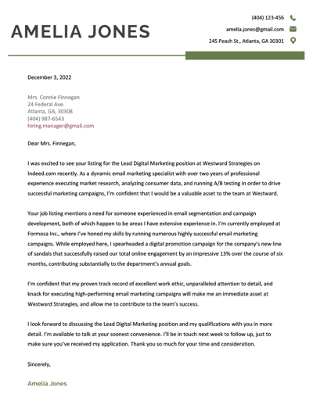 AMELIA JONES
(404) 123-456
amelia.jones@gmail.com
245 Peach St., Atlanta, GA 30301
December 3, 2022
Mrs. Connie Finnegan
24 Federal Ave.
Atlanta, GA, 30308
(404) 987-6543
hiring.manager@gmail.com
Dear Mrs. Finnegan,
I was excited to see your listing for the Lead Digital Marketing position at Westward Strategies on
Indeed.com recently. As a dynamic email marketing specialist with over two years of professional
experience executing market research, analyzing consumer data, and running A/B testing in order to drive
successful marketing campaigns, I'm confident that I would be a valuable asset to the team at Westward.
Your job listing mentions a need for someone experienced in email segmentation and campaign
development, both of which happen to be areas I have extensive experience in. I'm currently employed at
Formosa Inc., where I've honed my skills by running numerous highly successful email marketing
campaigns. While employed here, I spearheaded a digital promotion campaign for the company's new line
of sandals that successfully raised our total online engagement by an impressive 13% over the course of six
months, contributing substantially to the department's annual goals.
I'm confident that my proven track record of excellent work ethic, unparalleled attention to detail, and
knack for executing high-performing email marketing campaigns will make me an immediate asset at
Westward Strategies, and allow me to contribute to the team's success.
I look forward to discussing the Lead Digital Marketing position and my qualifications with you in more
detail. I'm available to talk at your soonest convenience. I'll be in touch next week to follow up, just to
make sure you've received my application. Thank you so much for your time and consideration.
Sincerely,
Amelia Jones